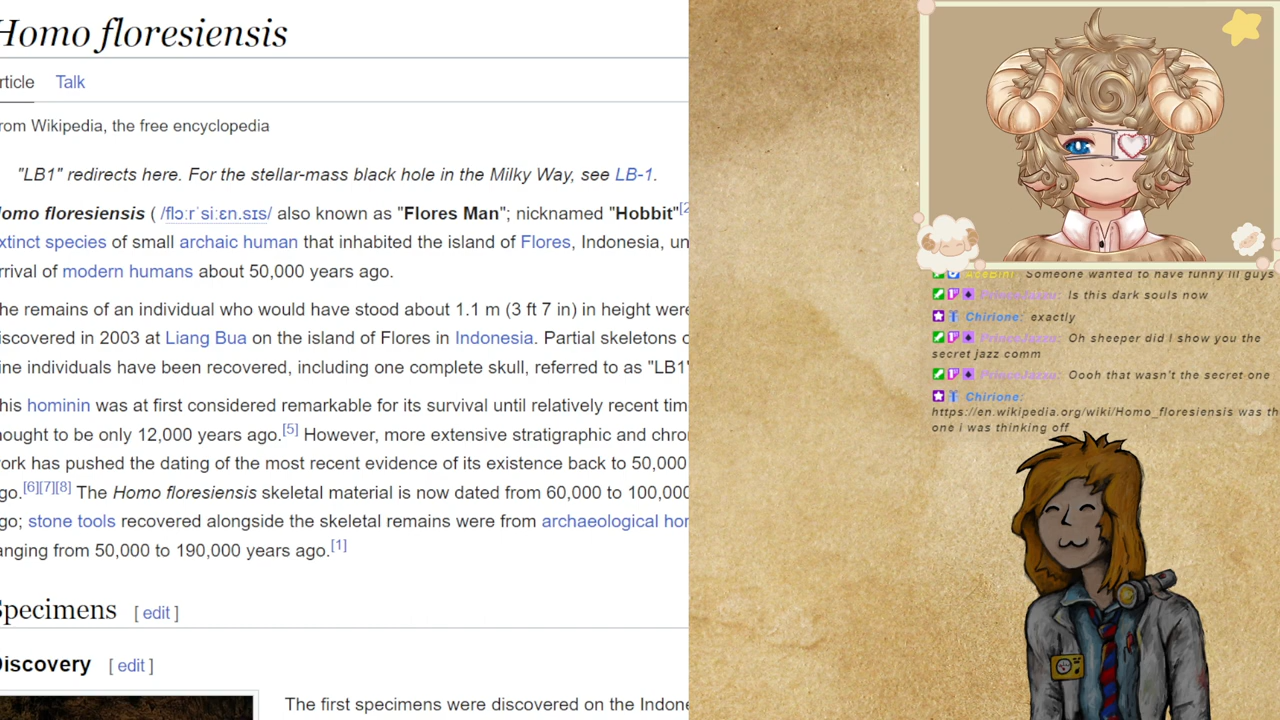 Homo floresiensis
rticle Talk
rom Wikipedia, the free encyclopedia
"LB1" redirects here. For the stellar-mass black hole in the Milky Way, see LB-1.
omo floresiensis ( /flɔːrˈsiːɛn.sɪs/ also known as "Flores Man"; nicknamed "Hobbit"[2
xtinct species of small archaic human that inhabited the island of Flores, Indonesia, un
rrival of modern humans about 50,000 years ago.
he remains of an individual who would have stood about 1.1 m (3 ft 7 in) in height were
iscovered in 2003 at Liang Bua on the island of Flores in Indonesia. Partial skeletons o
ine individuals have been recovered, including one complete skull, referred to as "LB1"
his hominin was at first considered remarkable for its survival until relatively recent tim
hought to be only 12,000 years ago.[5] However, more extensive stratigraphic and chro
ork has pushed the dating of the most recent evidence of its existence back to 50,000
go.[6][7][8] The Homo floresiensis skeletal material is now dated from 60,000 to 100,000
go; stone tools recovered alongside the skeletal remains were from archaeological hor
anging from 50,000 to 190,000 years ago.[1]
Specimens [ edit ]
Discovery [ edit ]
The first specimens were discovered on the Indone
Someone wanted to have funny lil guys
Is this dark souls now
Chirione: exactly
Oh sheeper did I show you the
secret jazz comm
Oooh that wasn't the secret one
Chirione:
https://en.wikipedia.org/wiki/Homo_floresiensis was th
one i was thinking off